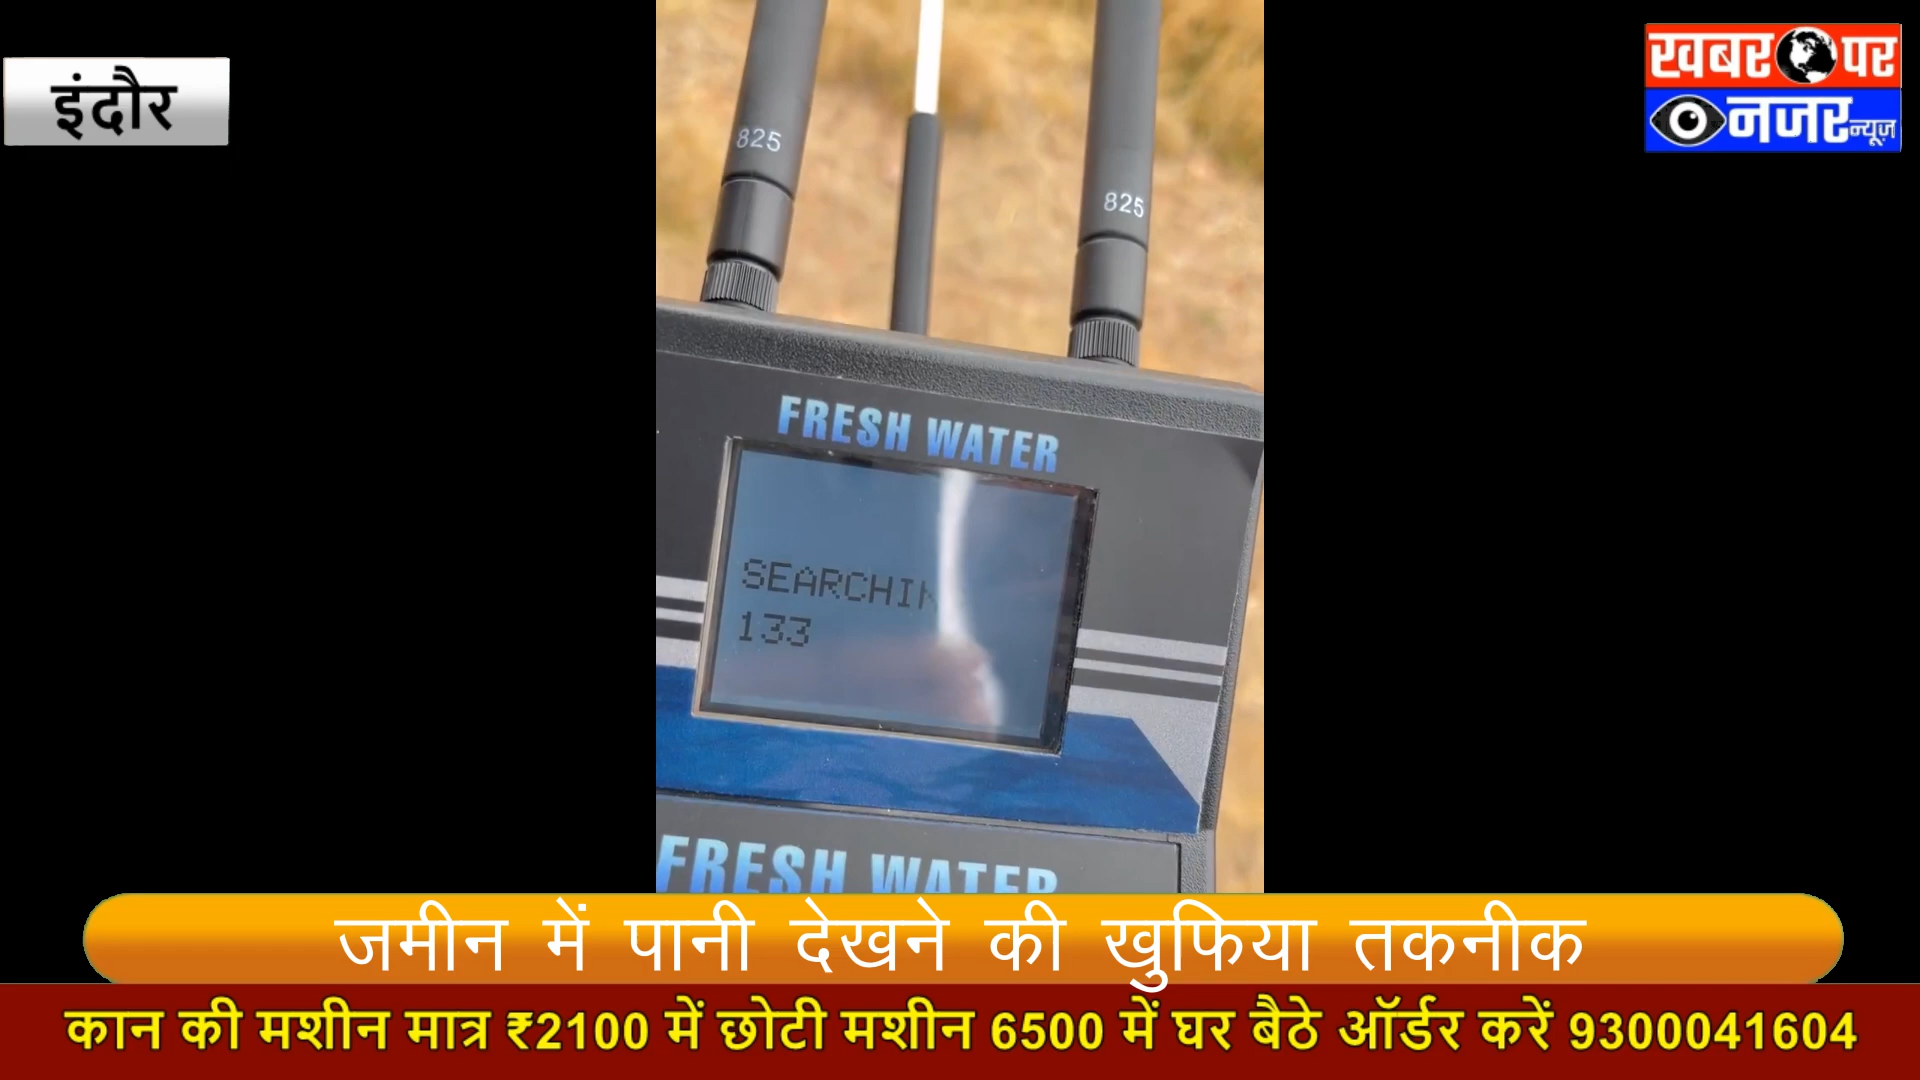 इंदौर
खबर पर
नजर न्यूज़
825
825
FRESH WATER
133
FRESH WATER
जमीन में पानी देखने की खुफिया तकनीक
कान की मशीन मात्र ₹2100 में छोटी मशीन 6500 में घर बैठे ऑर्डर करें 9300041604